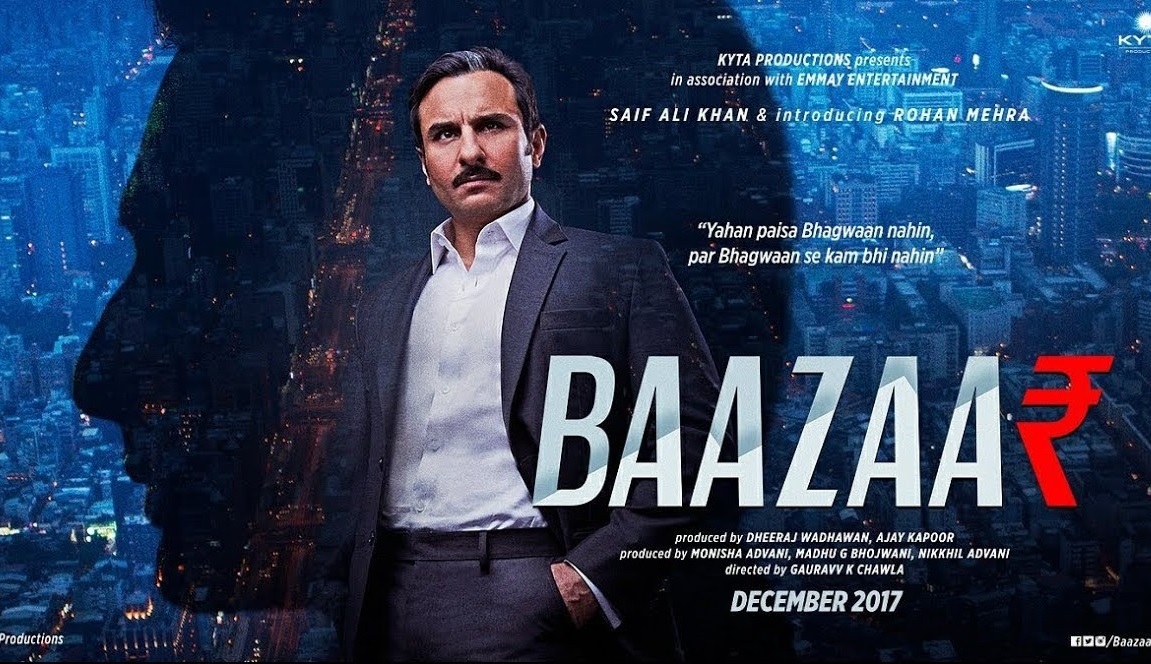 KYTA PRODUCTIONS presents
in association with EMMAY ENTERTAINMENT
SAIF ALI KHAN & introducing ROHAN MEHRA
“Yahan paisa Bhagwaan nahin,
par Bhagwaan se kam bhi nahin”
BAAZAA₹
produced by DHEERAJ WADHAWAN, AJAY KAPOOR
produced by MONISHA ADVANI, MADHU G BHOJWANI, NIKKHIL ADVANI
directed by GAURAVV K CHAWLA
DECEMBER 2017
Productions
/Baazaa